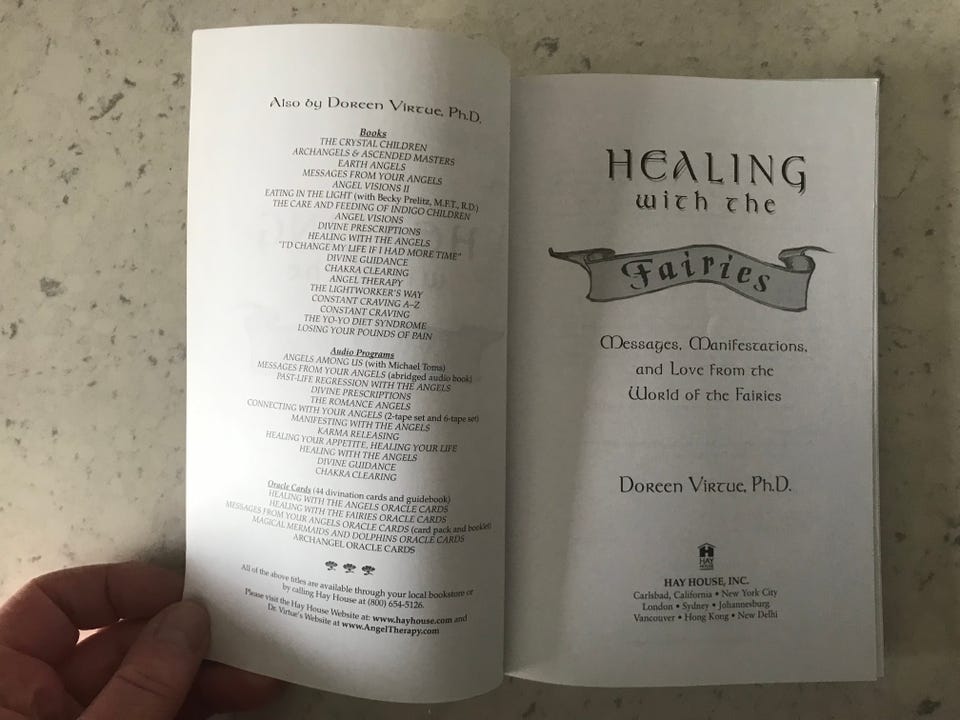 Also by Doreen Virtue, Ph.D.
Books
THE CRYSTAL CHILDREN
ARCHANGELS & ASCENDED MASTERS
EARTH ANGELS
MESSAGES FROM YOUR ANGELS
ANGEL VISIONS II
EATING IN THE LIGHT (with Becky Prelitz, M.F.T., R.D.)
THE CARE AND FEEDING OF INDIGO CHILDREN
ANGEL VISIONS
DIVINE PRESCRIPTIONS
HEALING WITH THE ANGELS
"I'D CHANGE MY LIFE IF I HAD MORE TIME"
DIVINE GUIDANCE
CHAKRA CLEARING
ANGEL THERAPY
THE LIGHTWORKER'S WAY
CONSTANT CRAVING A–Z
CONSTANT CRAVING
THE YO-YO DIET SYNDROME
LOSING YOUR POUNDS OF PAIN
Audio Programs
ANGELS AMONG US (with Michael Toms)
MESSAGES FROM YOUR ANGELS (abridged audio book)
PAST-LIFE REGRESSION WITH THE ANGELS
DIVINE PRESCRIPTIONS
THE ROMANCE ANGELS
CONNECTING WITH YOUR ANGELS (2-tape set and 6-tape set)
MANIFESTING WITH THE ANGELS
KARMA RELEASING
HEALING YOUR APPETITE, HEALING YOUR LIFE
HEALING WITH THE ANGELS
DIVINE GUIDANCE
CHAKRA CLEARING
Oracle Cards (44 divination cards and guidebook)
HEALING WITH THE ANGELS ORACLE CARDS
HEALING WITH THE FAIRIES ORACLE CARDS
MESSAGES FROM YOUR ANGELS ORACLE CARDS (card pack and booklet)
MAGICAL MERMAIDS AND DOLPHINS ORACLE CARDS
ARCHANGEL ORACLE CARDS
All of the above titles are available through your local bookstore or
by calling Hay House at (800) 654-5126.
Please visit the Hay House Website at: www.hayhouse.com and
Dr. Virtue's Website at www.AngelTherapy.com
HEALING
with the
Fairies
Messages, Manifestations,
and Love from the
World of the Fairies
Doreen Virtue, Ph.D.
HAY
HOUSE
HAY HOUSE, INC.
Carlsbad, California • New York City
London • Sydney • Johannesburg
Vancouver • Hong Kong • New Delhi